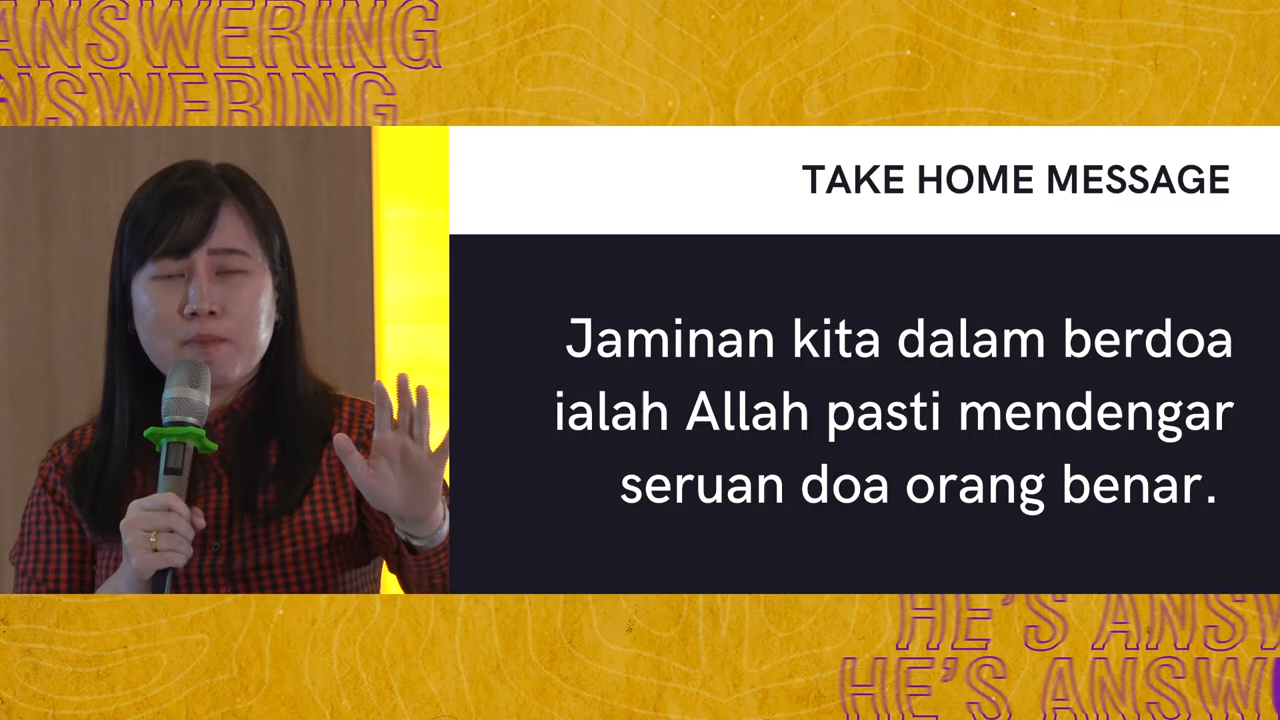 ANSWERING
NSWERING
TAKE HOME MESSAGE
Jaminan kita dalam berdoa
ialah Allah pasti mendengar
seruan doa orang benar.
HE'S ANSW
HE'S ANSW